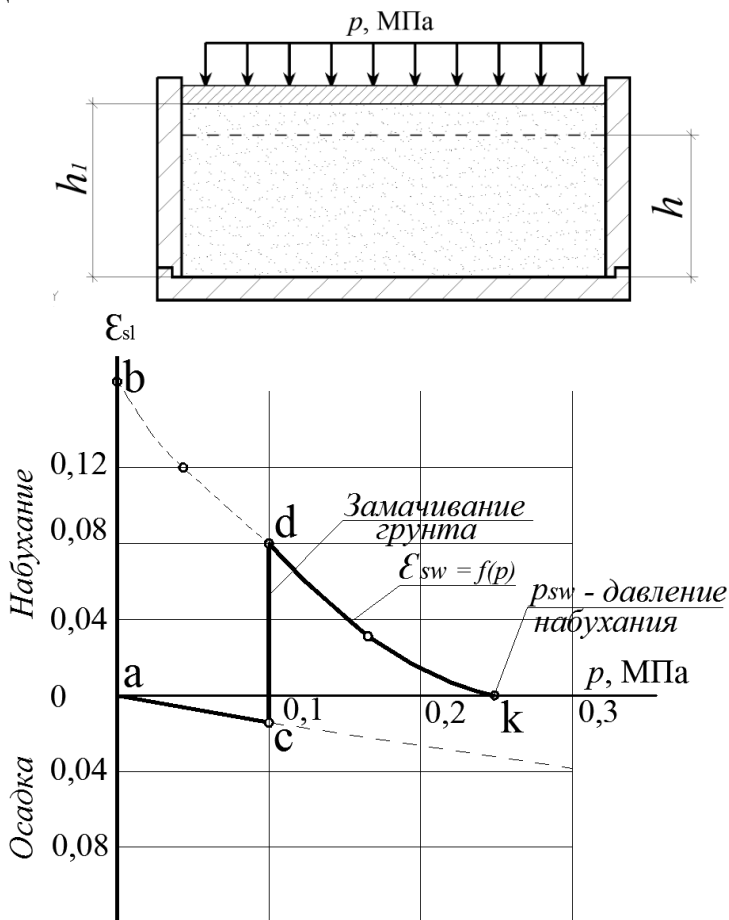 p, МПа
h1
h
εsl
b
0,12
Набухание
Замачивание
грунта
0,08
d
εsw = f(p)
psw - давление
набухания
0,04
a
p, МПа
0
0,1
0,2
k
0,3
c
Осадка
0,04
0,08